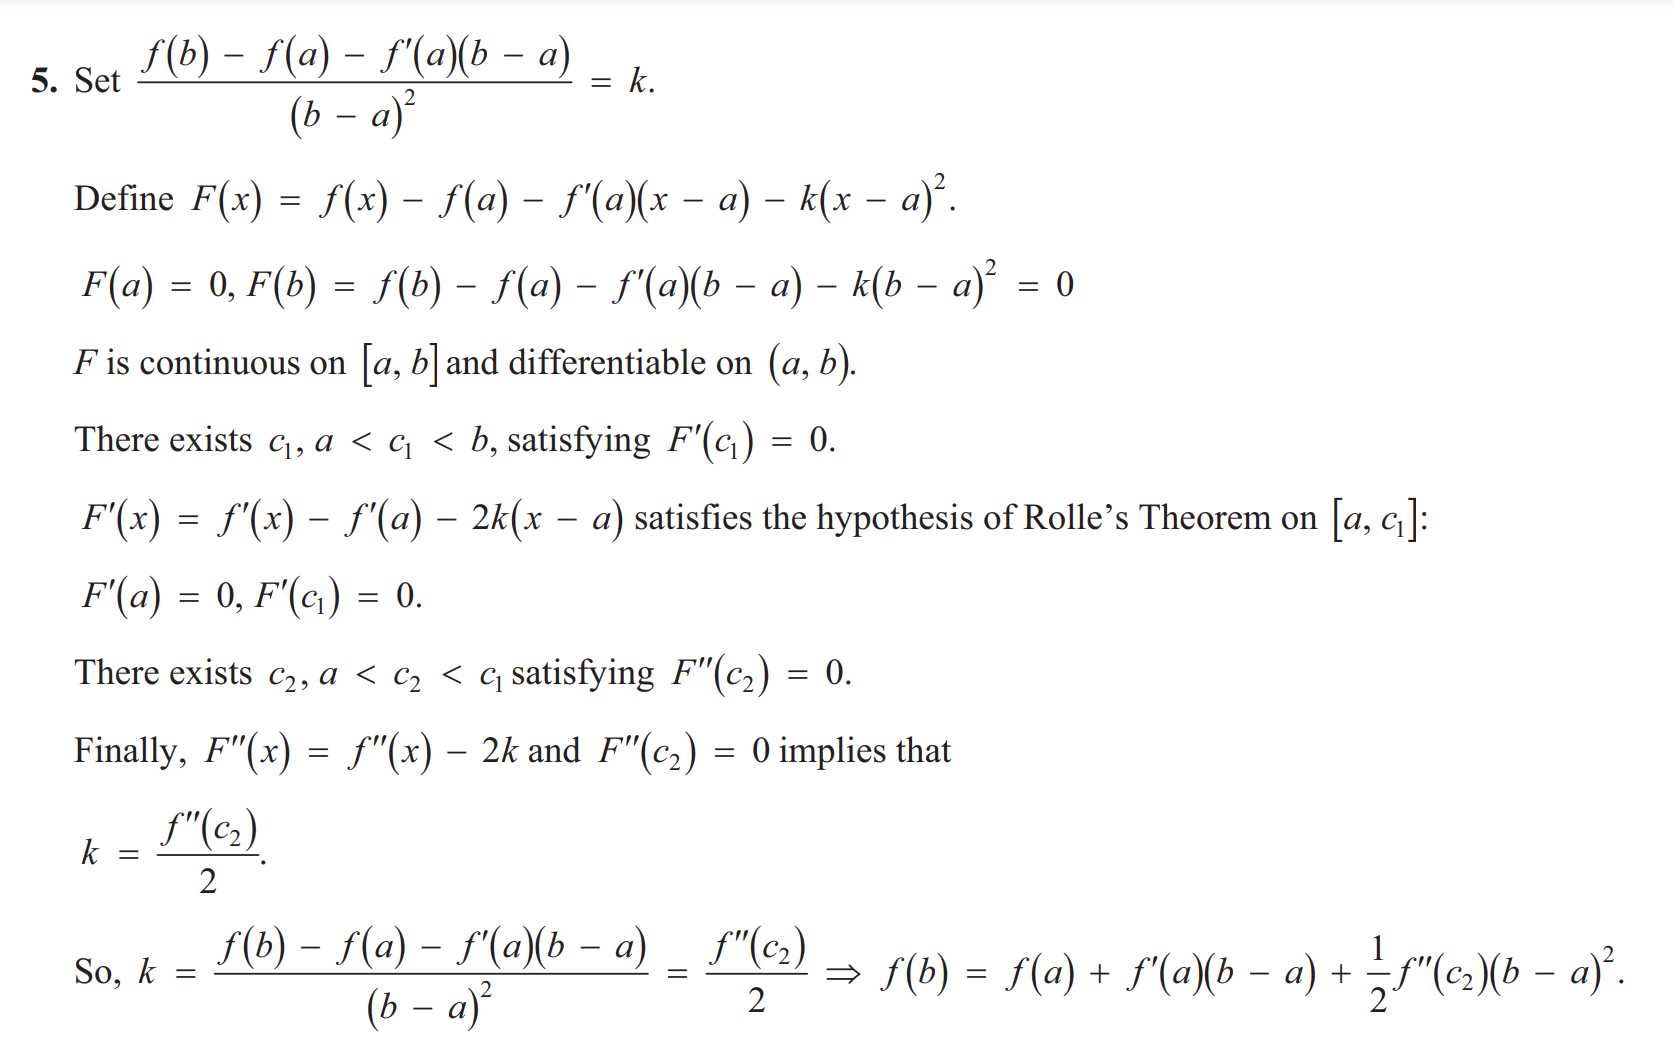 5. Set \frac{f(b) − f(a) − f′(a)(b − a)}{(b − a)^2} = k.
Define F(x) = f(x) − f(a) − f′(a)(x − a) − k(x − a)^2.
F(a) = 0, F(b) = f(b) − f(a) − f′(a)(b − a) − k(b − a)^2 = 0
F is continuous on [a, b] and differentiable on (a, b).
There exists c_1, a < c_1 < b, satisfying F′(c_1) = 0.
F′(x) = f′(x) − f′(a) − 2k(x − a) satisfies the hypothesis of Rolle’s Theorem on [a, c_1]:
F′(a) = 0, F′(c_1) = 0.
There exists c_2, a < c_2 < c_1 satisfying F″(c_2) = 0.
Finally, F″(x) = f″(x) − 2k and F″(c_2) = 0 implies that
k = \frac{f″(c_2)}{2}.
So, k = \frac{f(b) − f(a) − f′(a)(b − a)}{(b − a)^2} = \frac{f″(c_2)}{2} ⇒ f(b) = f(a) + f′(a)(b − a) + \frac{1}{2}f″(c_2)(b − a)^2.